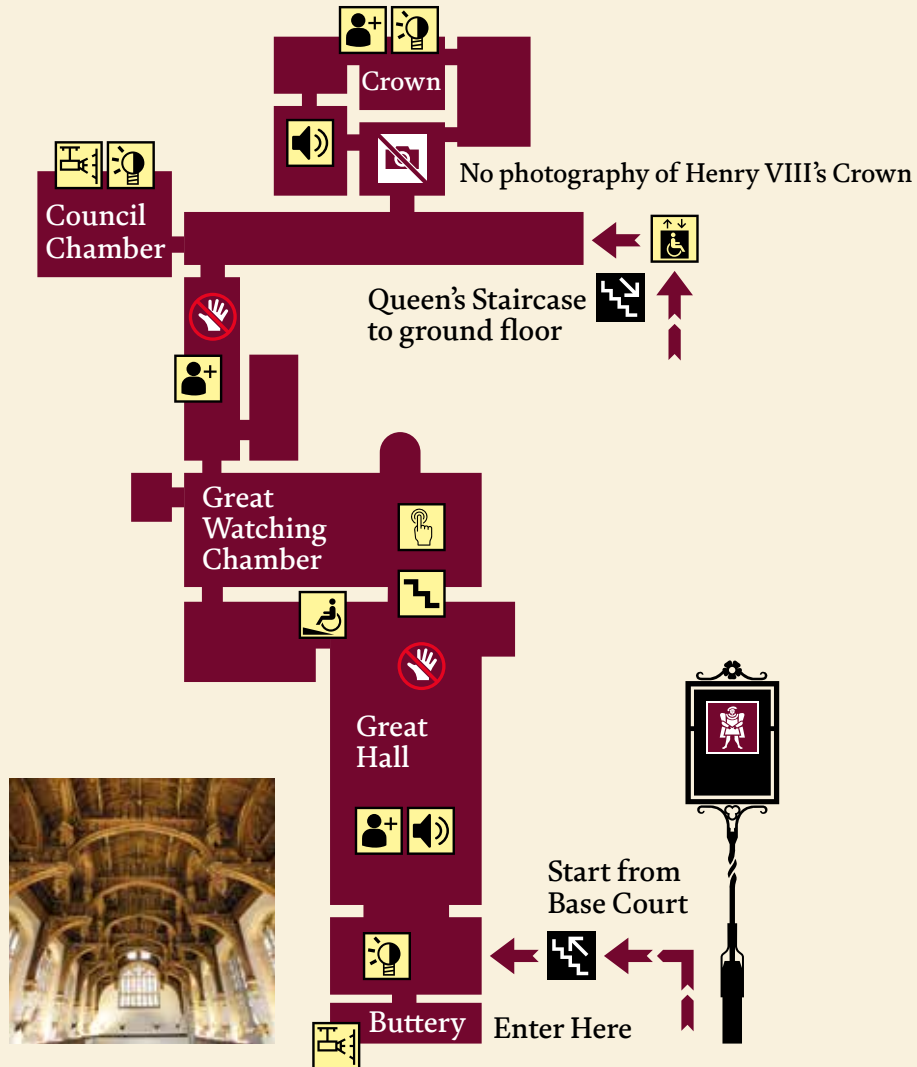 Crown
No photography of Henry VIII's Crown
Council
Chamber
Queen's Staircase
to ground floor
Great
Watching
Chamber
Great
Hall
Start from
Base Court
Buttery
Enter Here